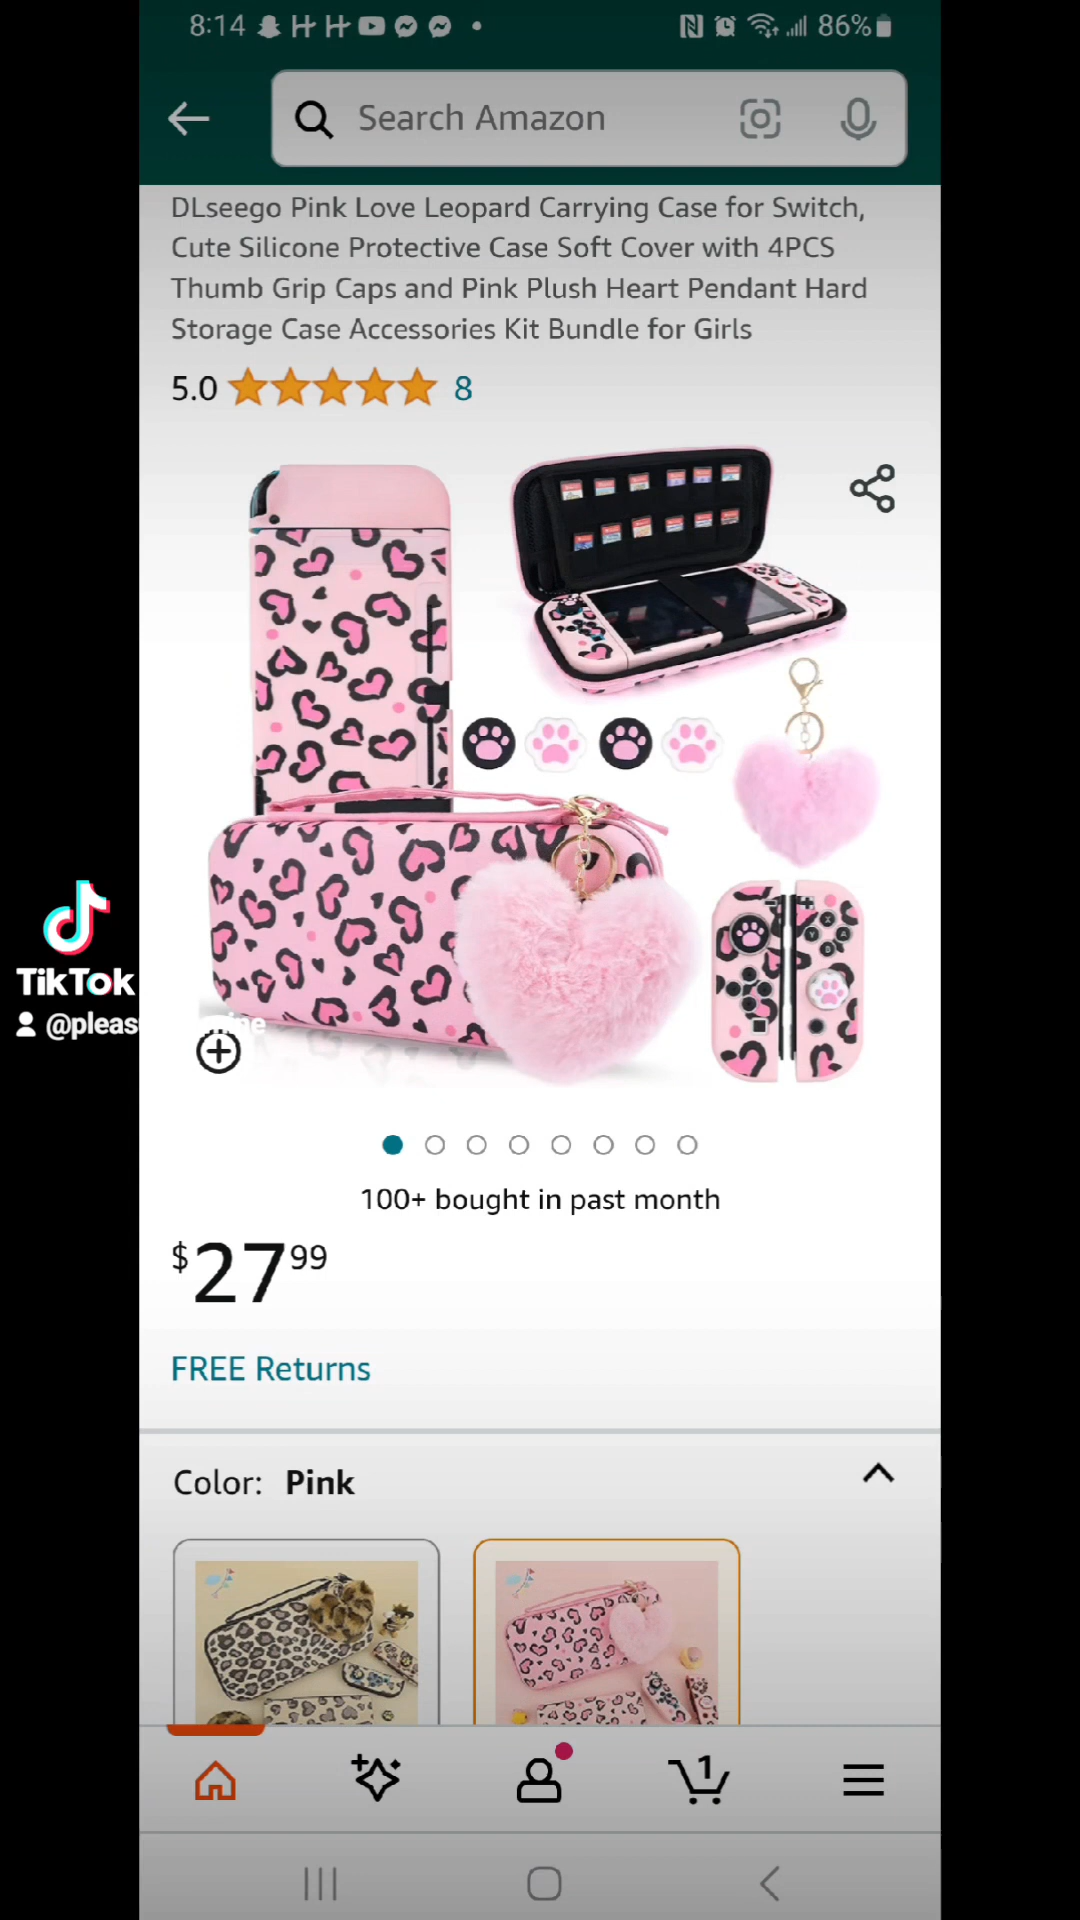 8:14
86%
Search Amazon
DLseego Pink Love Leopard Carrying Case for Switch,
Cute Silicone Protective Case Soft Cover with 4PCS
Thumb Grip Caps and Pink Plush Heart Pendant Hard
Storage Case Accessories Kit Bundle for Girls
5.0
8
TikTok
@pleas
100+ bought in past month
$27.99
FREE Returns
Color: Pink
1